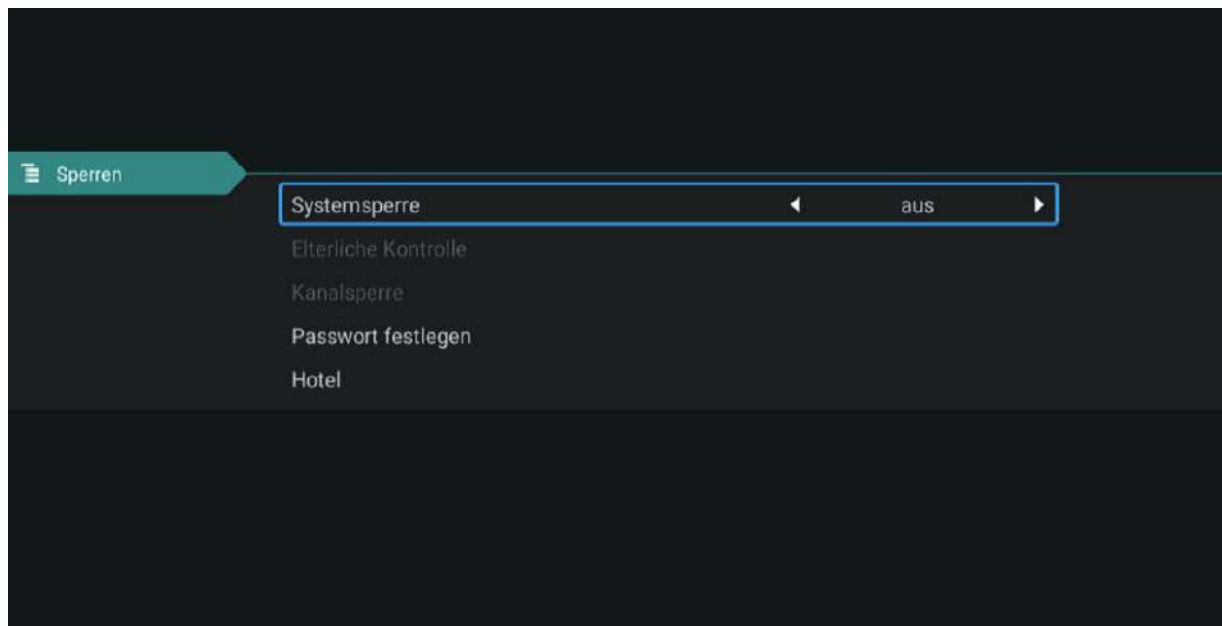 Sperren
Systemsperre aus
Elterliche Kontrolle
Kanalsperre
Passwort festlegen
Hotel